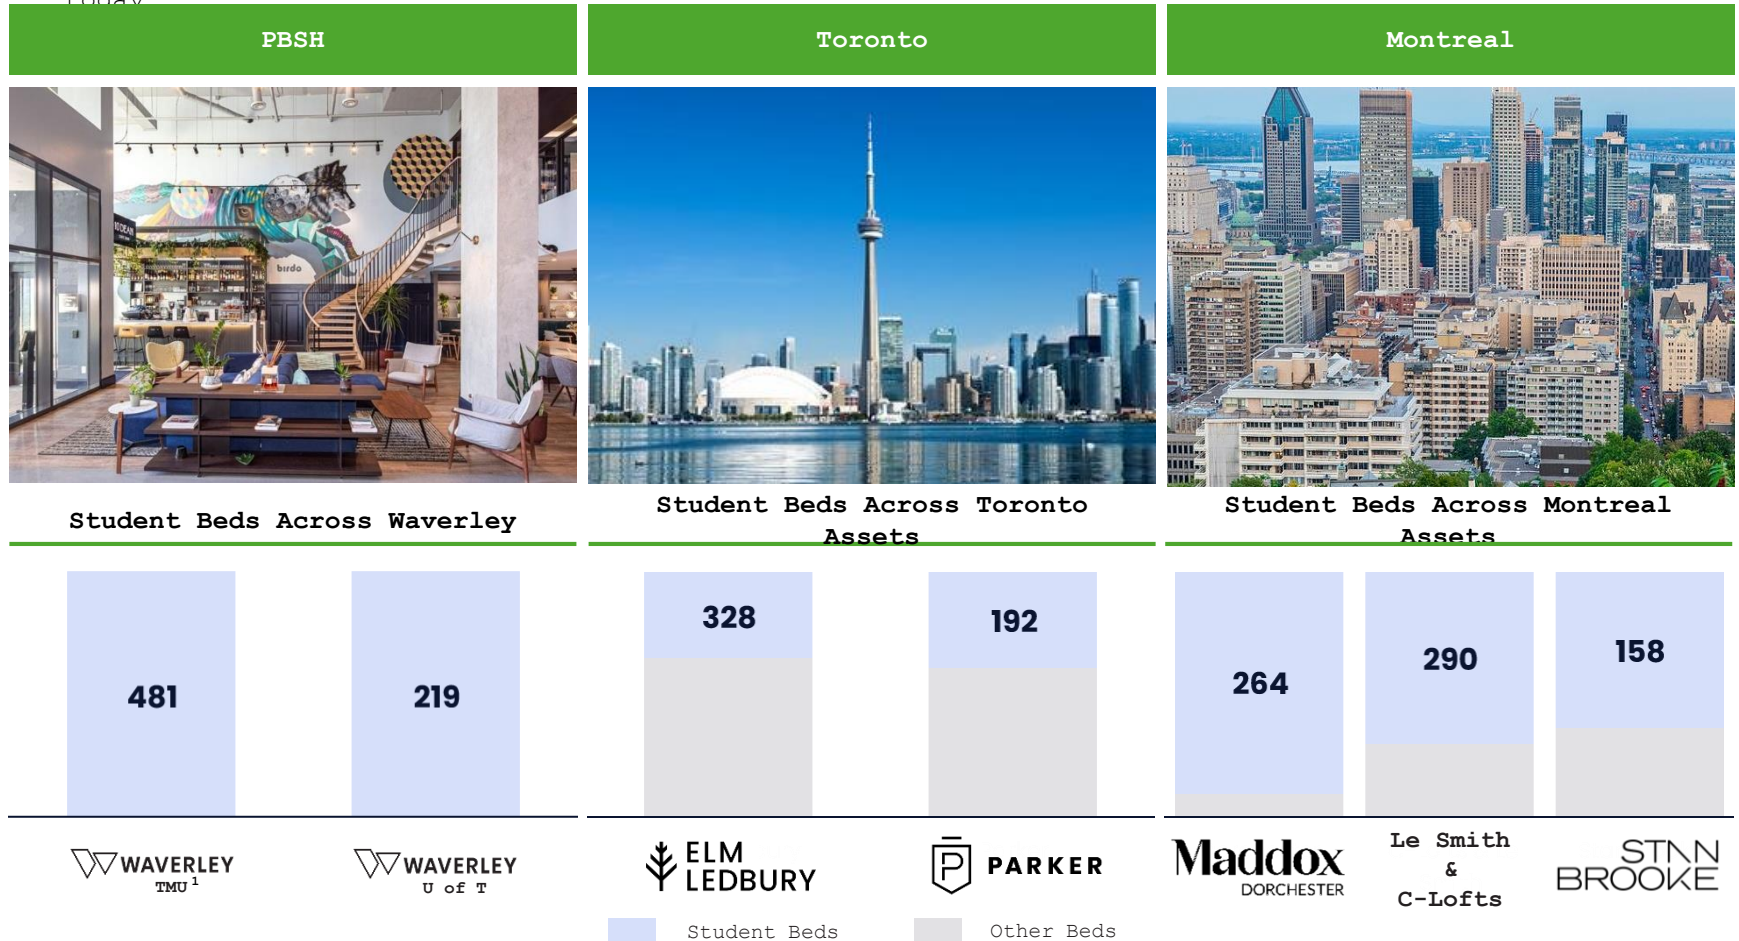 PBSH
Toronto
Montreal
birdo
Student Beds Across Waverley
Student Beds Across Toronto
Assets
Student Beds Across Montreal
Assets
481
219
328
192
264
290
158
WAVERLEY
TMU 1
WAVERLEY
U of T
ELM
LEDBURY
PARKER
Maddox
DORCHESTER
Le Smith
&
C-Lofts
STNN
BROOKE
Student Beds
Other Beds